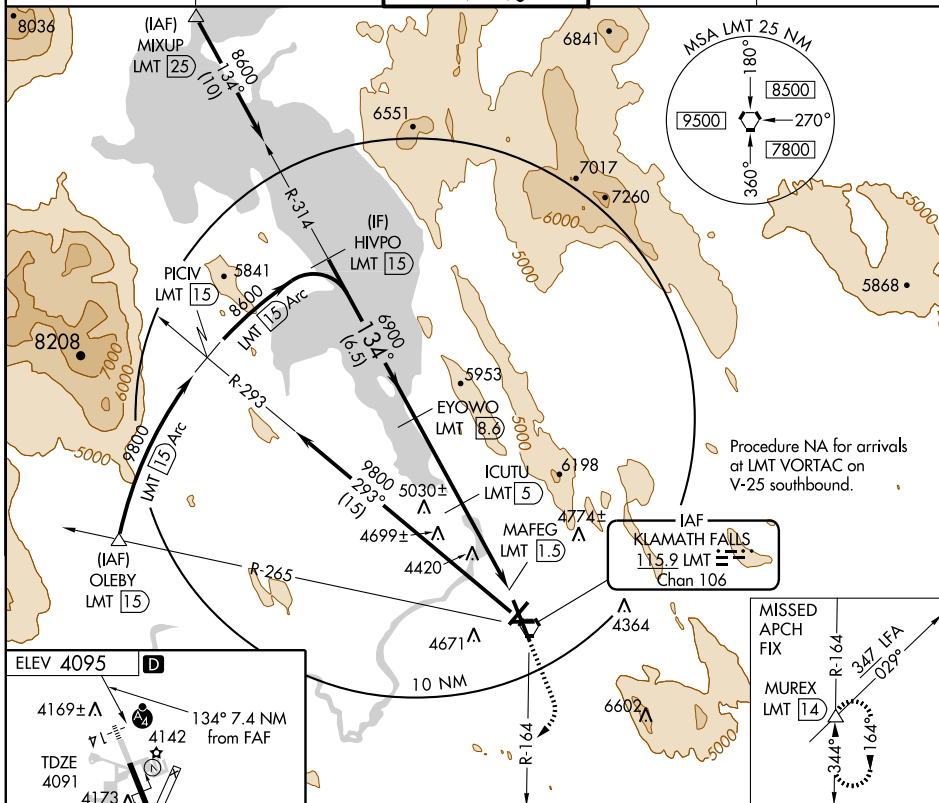 8036
(IAF)
MIXUP
LMT 25
8600
134°
(10)
6841
MSA LMT 25 NM
180°
8500
9500
270°
7800
360°
6551
7017
7260
6000
5000
5000
5868
R-314
(IF)
HIVPO
LMT 15
PICIV
LMT 15
5841
8600
LMT 15 Arc
8208
7000
6000
5000
6900
134°
(6.5)
5953
5000
R-293
EYOWO
LMT 8.6
9800
LMT 15 Arc
Procedure NA for arrivals
at LMT VORTAC on
V-25 southbound.
ICUTU
LMT 5
6198
9800
293°
(15)
5030±
4699±
4420
4774±
MAFEG
LMT 1.5
IAF
KLAMATH FALLS
115.9 LMT
Chan 106
(IAF)
OLEBY
LMT 15
R-265
4671
4364
10 NM
R-164
6602
MISSED
APCH
FIX
R-164
347 LFA
029°
MUREX
LMT 14
344°
164°
ELEV 4095
D
4169±
A4
134° 7.4 NM
from FAF
14
4142
TDZE
4091
4173